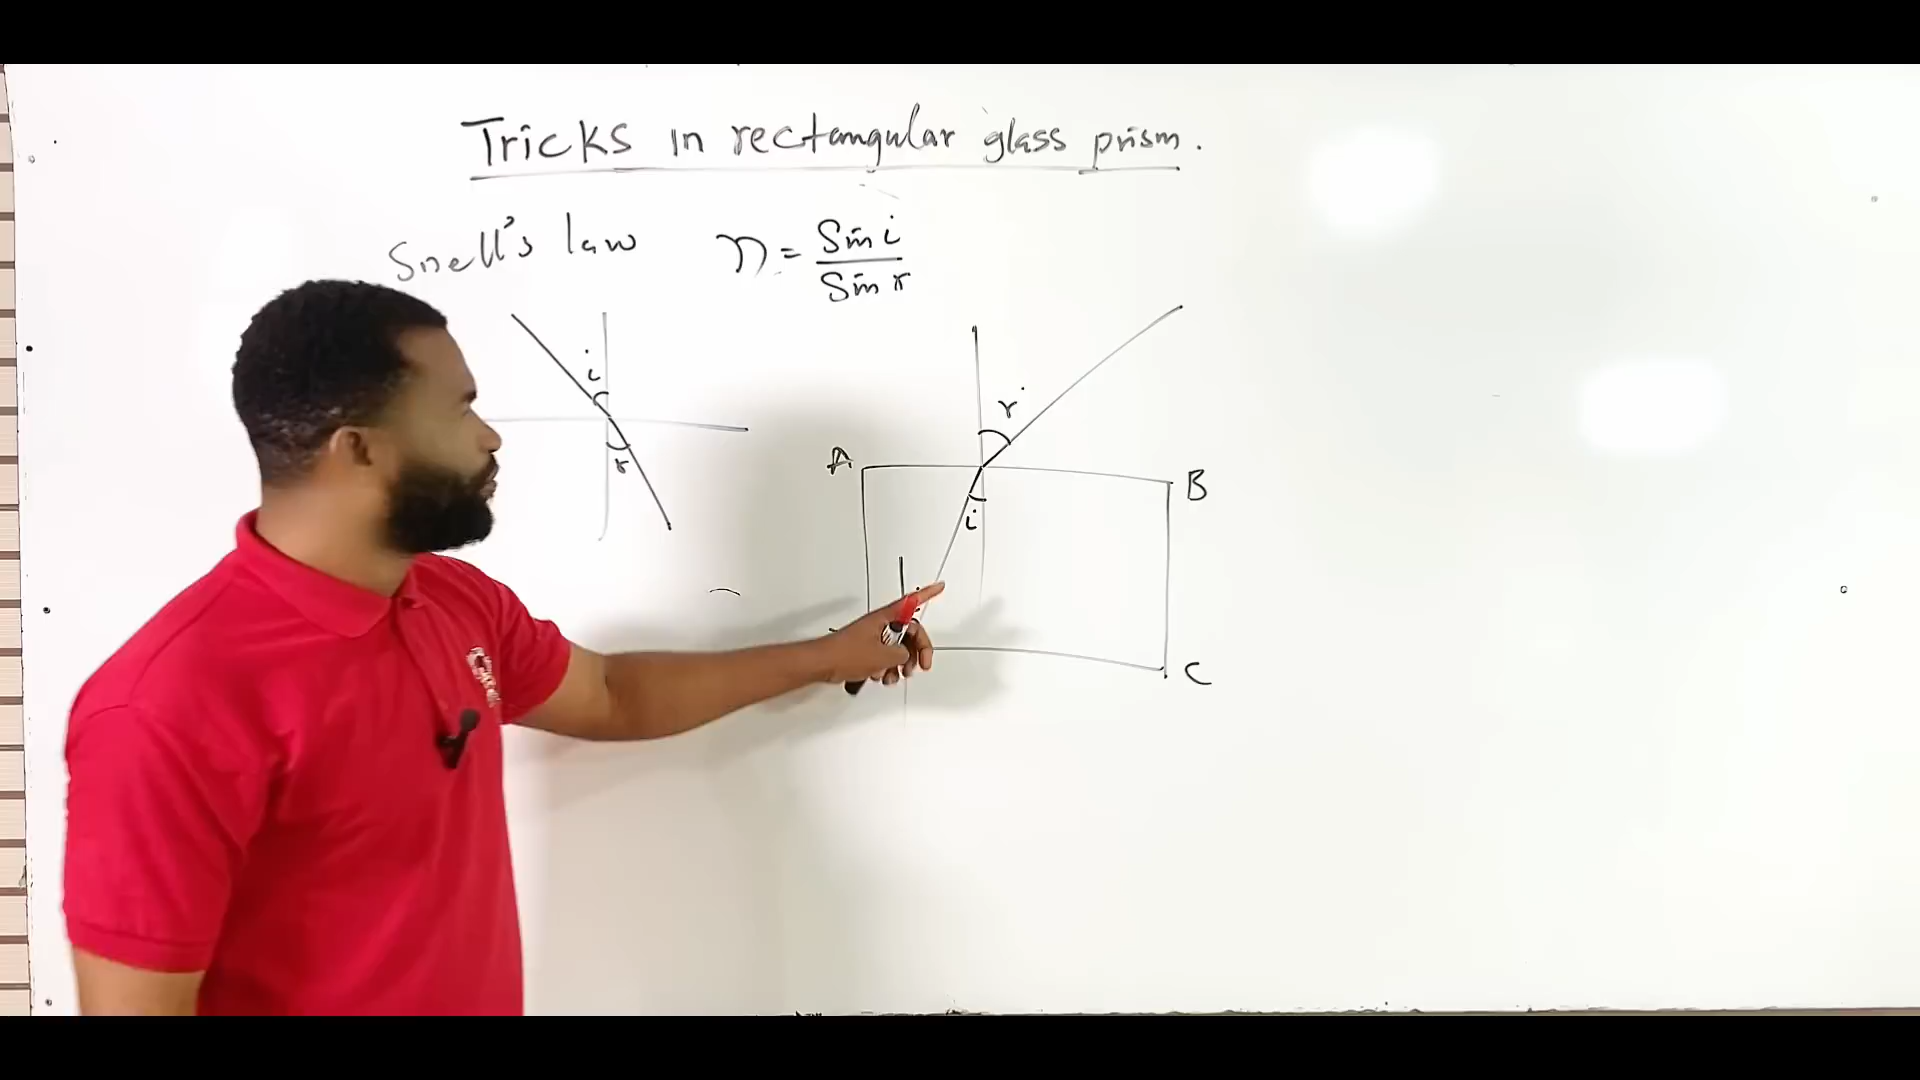 Tricks in rectangular glass prism.
Snell's law n = Sin i / Sin r
i
r
r
A
B
i
C